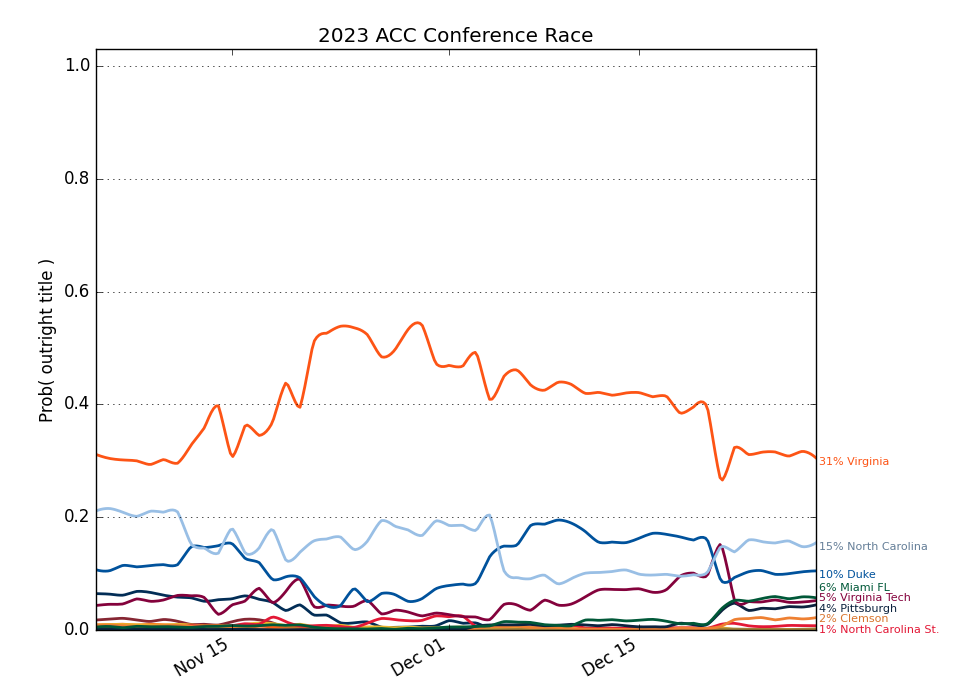 2023 ACC Conference Race
Prob( outright title )
1.0
0.8
0.6
0.4
0.2
0.0
Nov 15
Dec 01
Dec 15
31% Virginia
15% North Carolina
10% Duke
6% Miami FL
5% Virginia Tech
4% Pittsburgh
2% Clemson
1% North Carolina St.